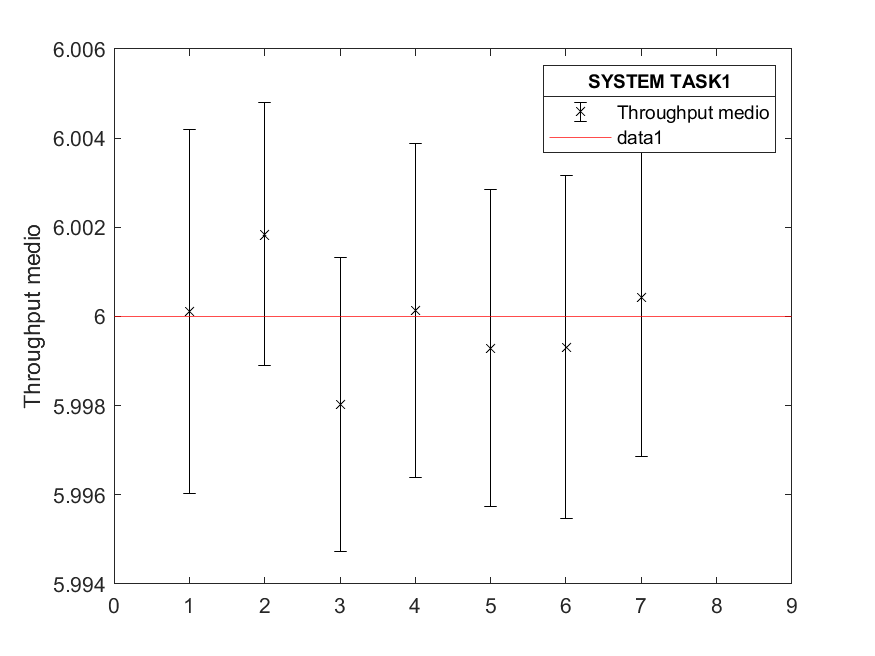 6.006
6.004
6.002
6
5.998
5.996
5.994
Throughput medio
SYSTEM TASK1
Throughput medio
data1
0 1 2 3 4 5 6 7 8 9